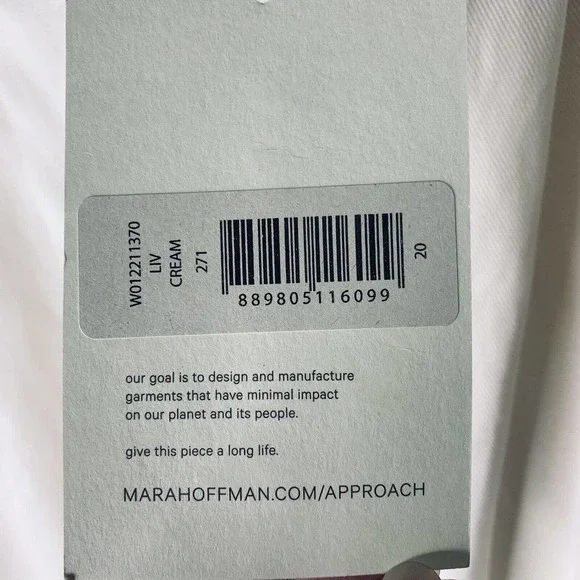 W012211370
LIV
CREAM
271
889805116099
20
our goal is to design and manufacture
garments that have minimal impact
on our planet and its people.
give this piece a long life.
MARAHOFFMAN.COM/APPROACH